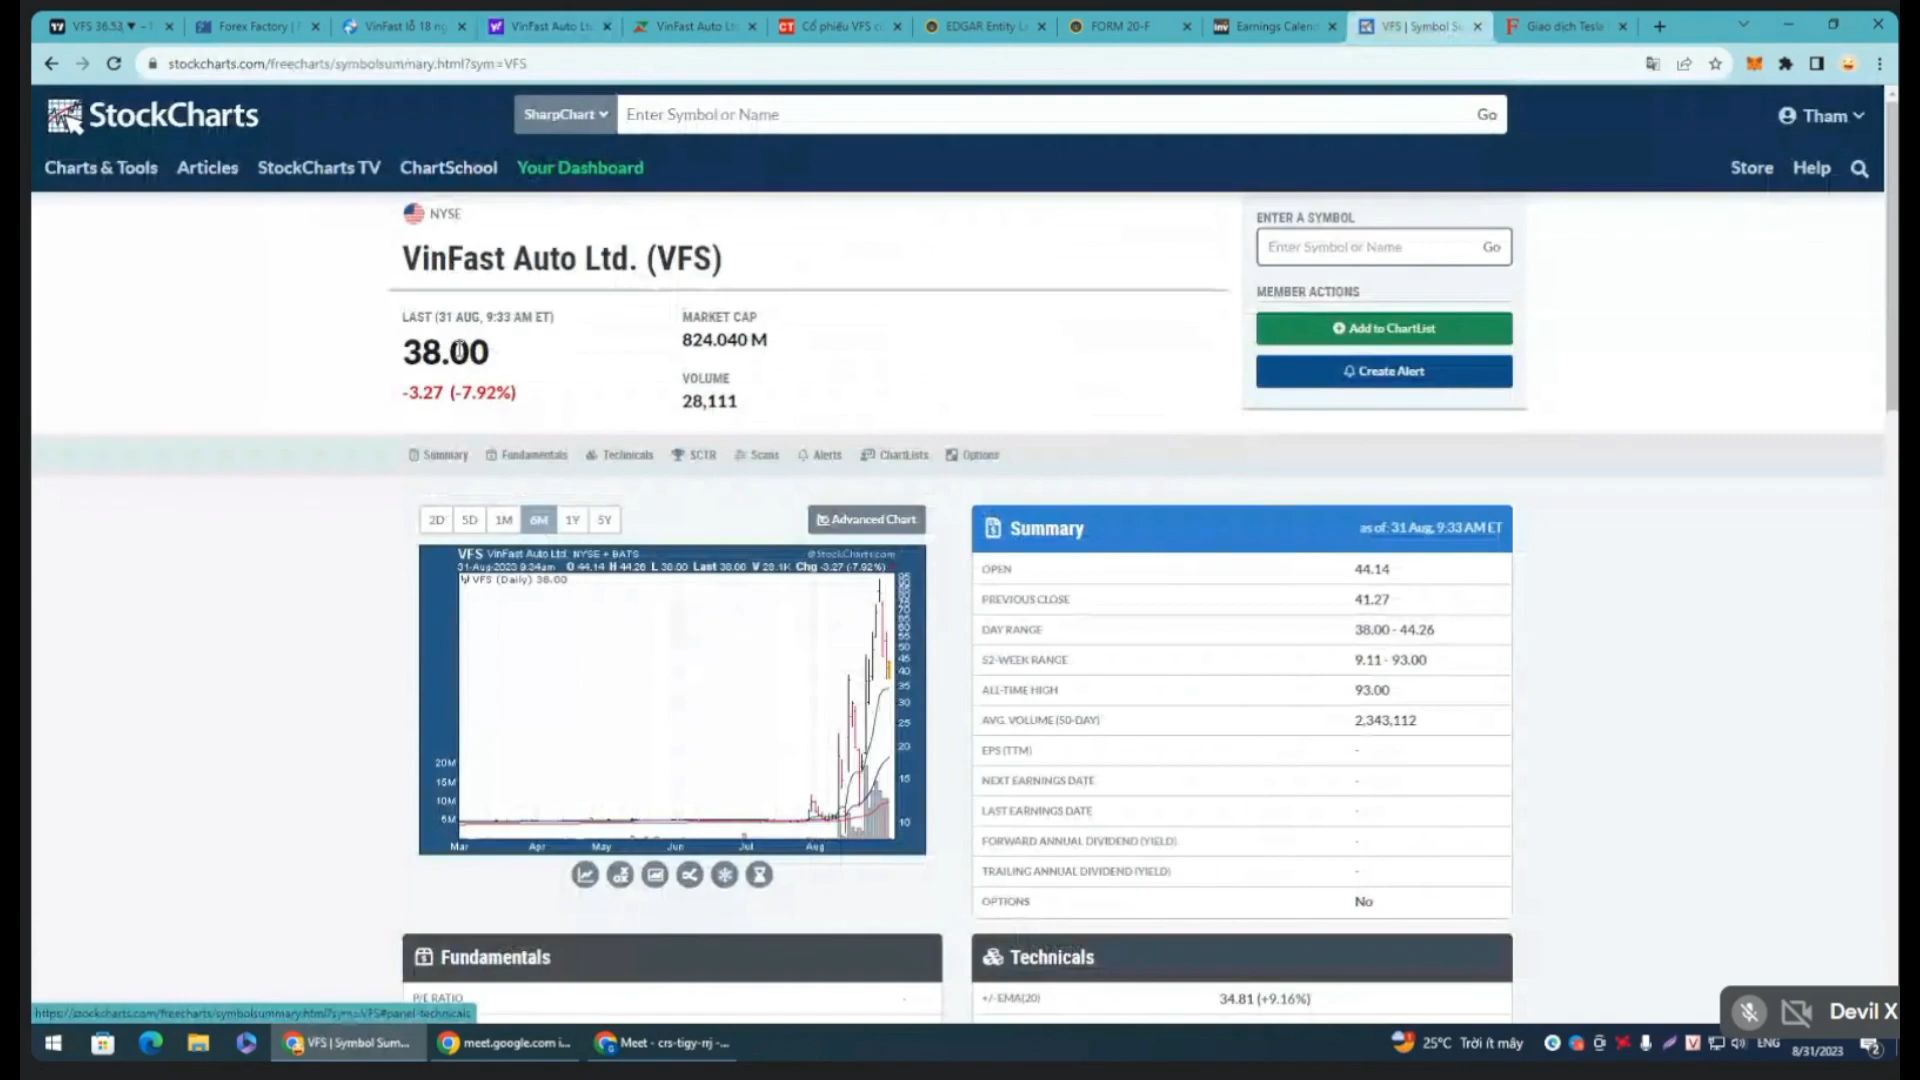 VFS 36.53 ▼ −1
Forex Factory | F
VinFast lỗ 18 ng
VinFast Auto Lt
VinFast Auto Lt
Cổ phiếu VFS c
EDGAR Entity L
FORM 20-F
Earnings Calend
VFS | Symbol Su
Giao dịch Tesla
stockcharts.com/freecharts/symbolsummary.html?sym=VFS
StockCharts
SharpChart
Enter Symbol or Name
Go
Tham
Charts & Tools
Articles
StockCharts TV
ChartSchool
Your Dashboard
Store
Help
NYSE
VinFast Auto Ltd. (VFS)
LAST (31 AUG, 9:33 AM ET)
38.00
-3.27 (-7.92%)
MARKET CAP
824.040 M
VOLUME
28,111
ENTER A SYMBOL
Enter Symbol or Name
Go
MEMBER ACTIONS
Add to ChartList
Create Alert
Summary
Fundamentals
Technicals
SCTR
Scans
Alerts
ChartLists
Options
2D
5D
1M
6M
1Y
5Y
Advanced Chart
VFS VinFast Auto Ltd. NYSE + BATS
@StockCharts.com
31-Aug-2023 9:34am O 44.14 H 44.26 L 38.00 Last 38.00 V 28.1K Chg -3.27 (-7.92%)
VFS (Daily) 38.00
50
45
40
35
30
25
20
15
10
20M
15M
10M
5M
Mar
Apr
May
Jun
Jul
Aug
Summary
as of: 31 Aug, 9:33 AM ET
OPEN 44.14
PREVIOUS CLOSE 41.27
DAY RANGE 38.00 - 44.26
52-WEEK RANGE 9.11 - 93.00
ALL-TIME HIGH 93.00
AVG. VOLUME (50-DAY) 2,343,112
EPS (TTM) -
NEXT EARNINGS DATE -
LAST EARNINGS DATE -
FORWARD ANNUAL DIVIDEND (YIELD) -
TRAILING ANNUAL DIVIDEND (YIELD) -
OPTIONS No
Fundamentals
P/E RATIO -
Technicals
+/- EMA(20) 34.81 (+9.16%)
https://stockcharts.com/freecharts/symbolsummary.html?sym=VFS#panel-technicals
Devil X
VFS | Symbol Sum...
meet.google.com i...
Meet - crs-tigy-rrj -...
25°C Trời ít mây
ENG
8/31/2023
2